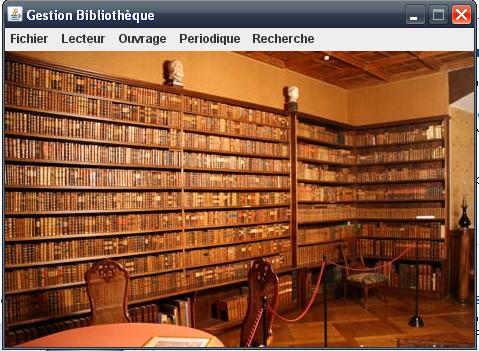 Gestion Bibliothèque
Fichier Lecteur Ouvrage Periodique Recherche